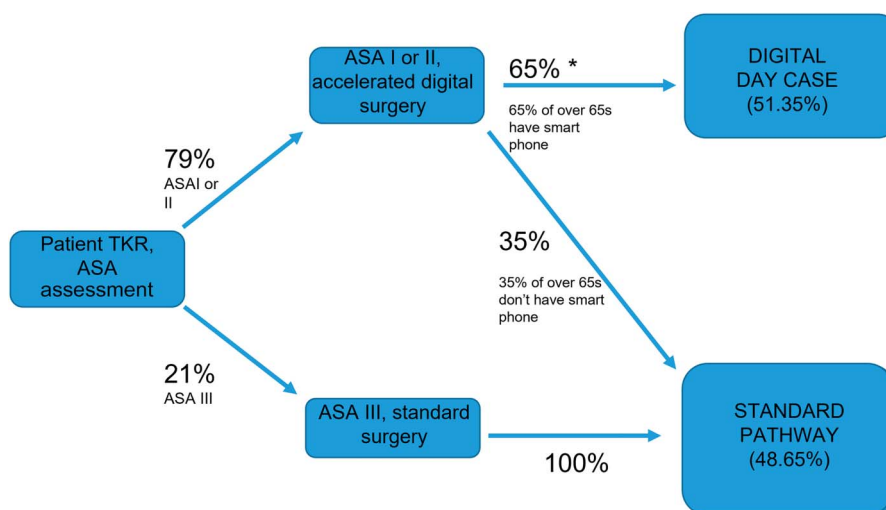 ASA I or II,
accelerated digital
surgery
65% *
65% of over 65s
have smart
phone
DIGITAL
DAY CASE
(51.35%)
79%
ASAI or
II
Patient TKR,
ASA
assessment
35%
35% of over 65s
don’t have smart
phone
21%
ASA III
ASA III, standard
surgery
100%
STANDARD
PATHWAY
(48.65%)